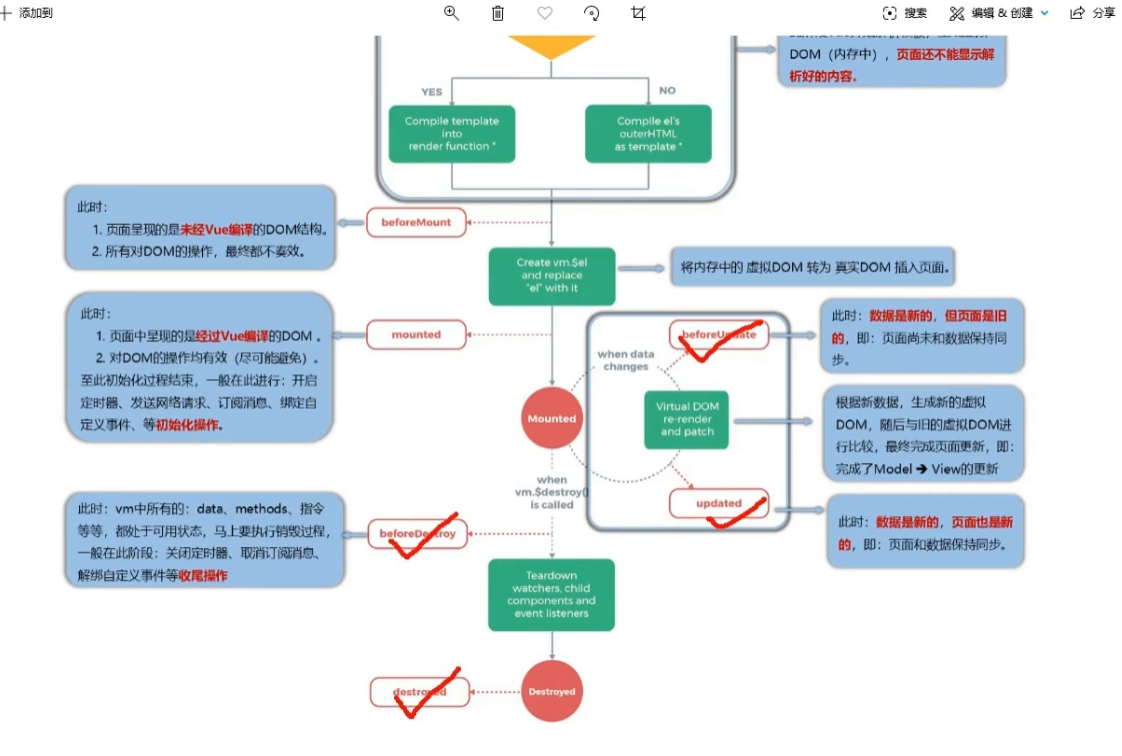 添加到
搜索
编辑 & 创建
分享
DOM（内存中），页面还不能显示解
析好的内容。
YES
NO
Compile template
into
render function *
Compile el's
outerHTML
as template *
此时：
1. 页面呈现的是未经Vue编译的DOM结构。
2. 所有对DOM的操作，最终都不奏效。
beforeMount
Create vm.$el
and replace
"el" with it
将内存中的 虚拟DOM 转为 真实DOM 插入页面。
此时：
1. 页面中呈现的是经过Vue编译的DOM 。
2. 对DOM的操作均有效（尽可能避免）。
至此初始化过程结束，一般在此进行：开启
定时器、发送网络请求、订阅消息、绑定自
定义事件、等初始化操作。
mounted
Mounted
when data
changes
beforeUpdate
此时：数据是新的，但页面是旧
的，即：页面尚未和数据保持同
步。
Virtual DOM
re-render
and patch
根据新数据，生成新的虚拟
DOM，随后与旧的虚拟DOM进
行比较，最终完成页面更新，即：
完成了Model ➔ View的更新
updated
此时：数据是新的，页面也是新
的，即：页面和数据保持同步。
when
vm.$destroy()
is called
此时：vm中所有的：data、methods、指令
等等，都处于可用状态，马上要执行销毁过程，
一般在此阶段：关闭定时器、取消订阅消息、
解绑自定义事件等收尾操作
beforeDestroy
Teardown
watchers, child
components and
event listeners
destroyed
Destroyed